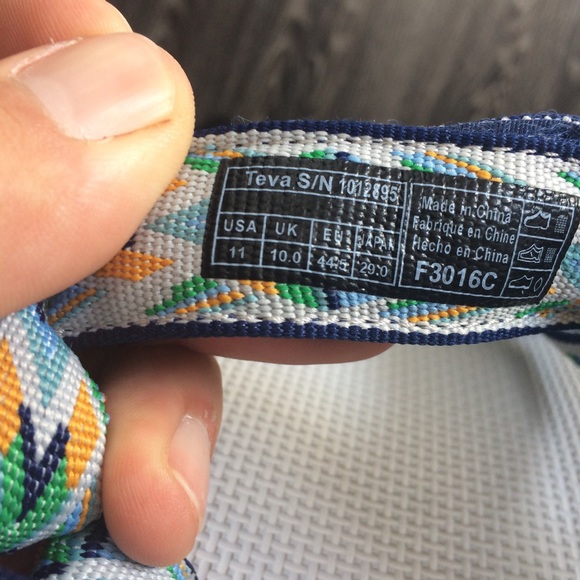 Teva S/N 1012895
USA UK EU JAPAN
11 10.0 44.5 29.0
Made in China
Fabriqué en Chine
Hecho en China
F3016C